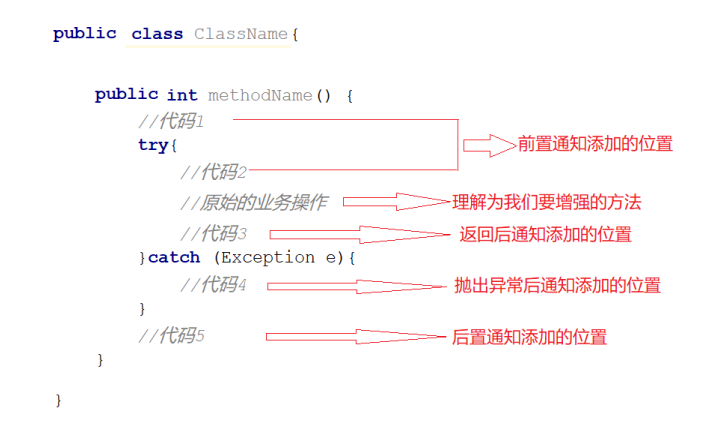 public class ClassName{
public int methodName() {
//代码1
前置通知添加的位置
try{
//代码2
//原始的业务操作 理解为我们要增强的方法
//代码3 返回后通知添加的位置
}catch (Exception e){
//代码4 抛出异常后通知添加的位置
}
//代码5 后置通知添加的位置
}
}